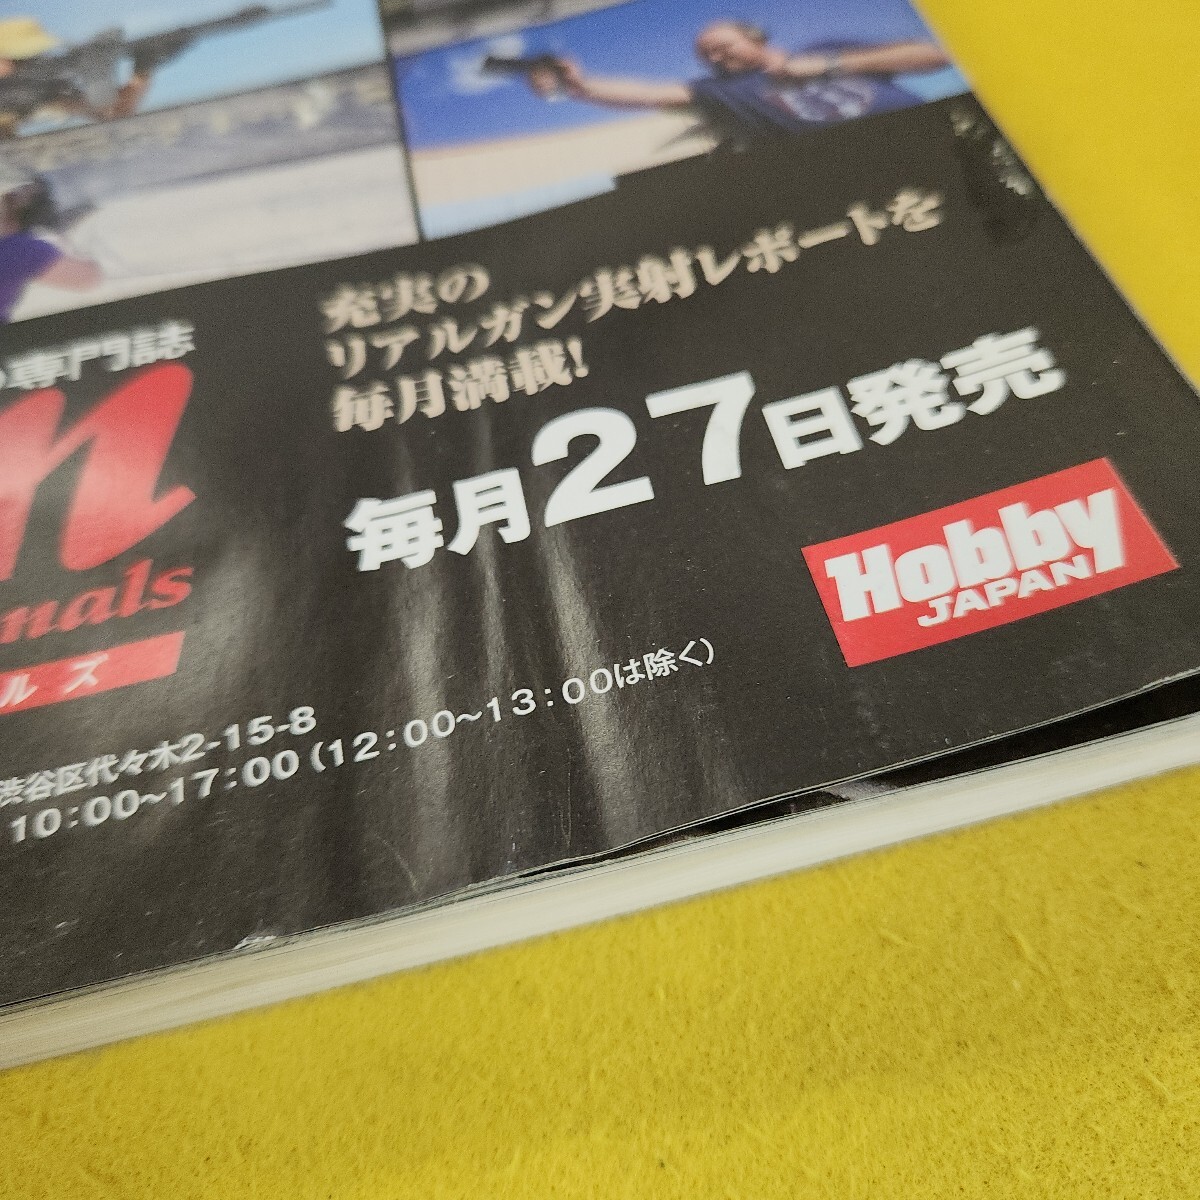 充実の
リアルガン実射レポートを
毎月満載!
の専門誌
毎月27日発売
n
nals
ルズ
Hobby
JAPAN
渋谷区代々木2-15-8
10:00~17:00(12:00~13:00は除く)